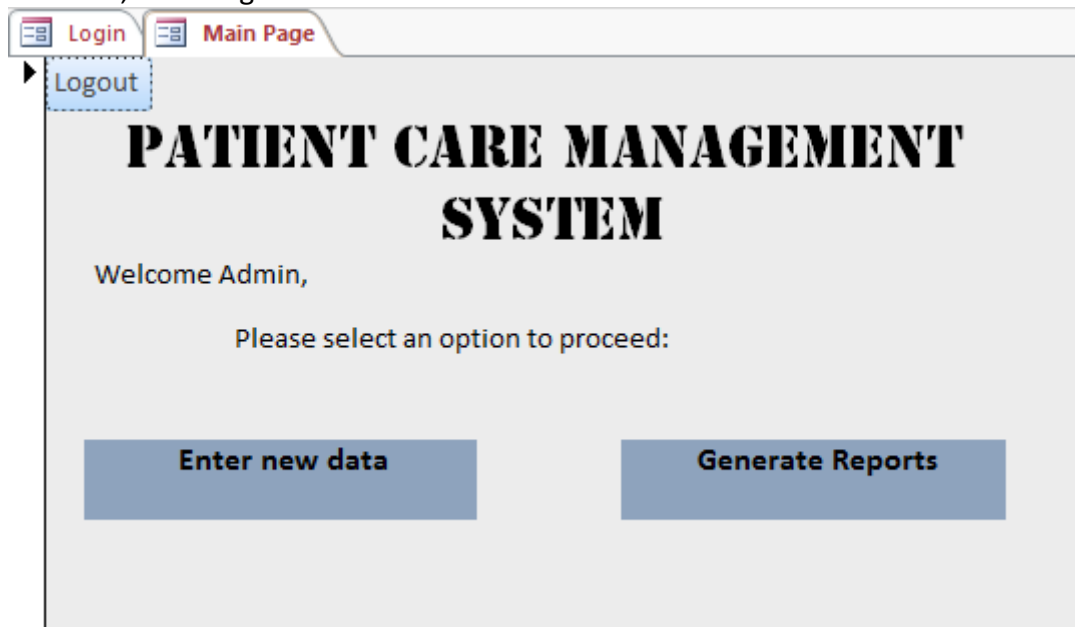 Login Main Page
Logout
PATIENT CARE MANAGEMENT
SYSTEM
Welcome Admin,
Please select an option to proceed:
Enter new data Generate Reports